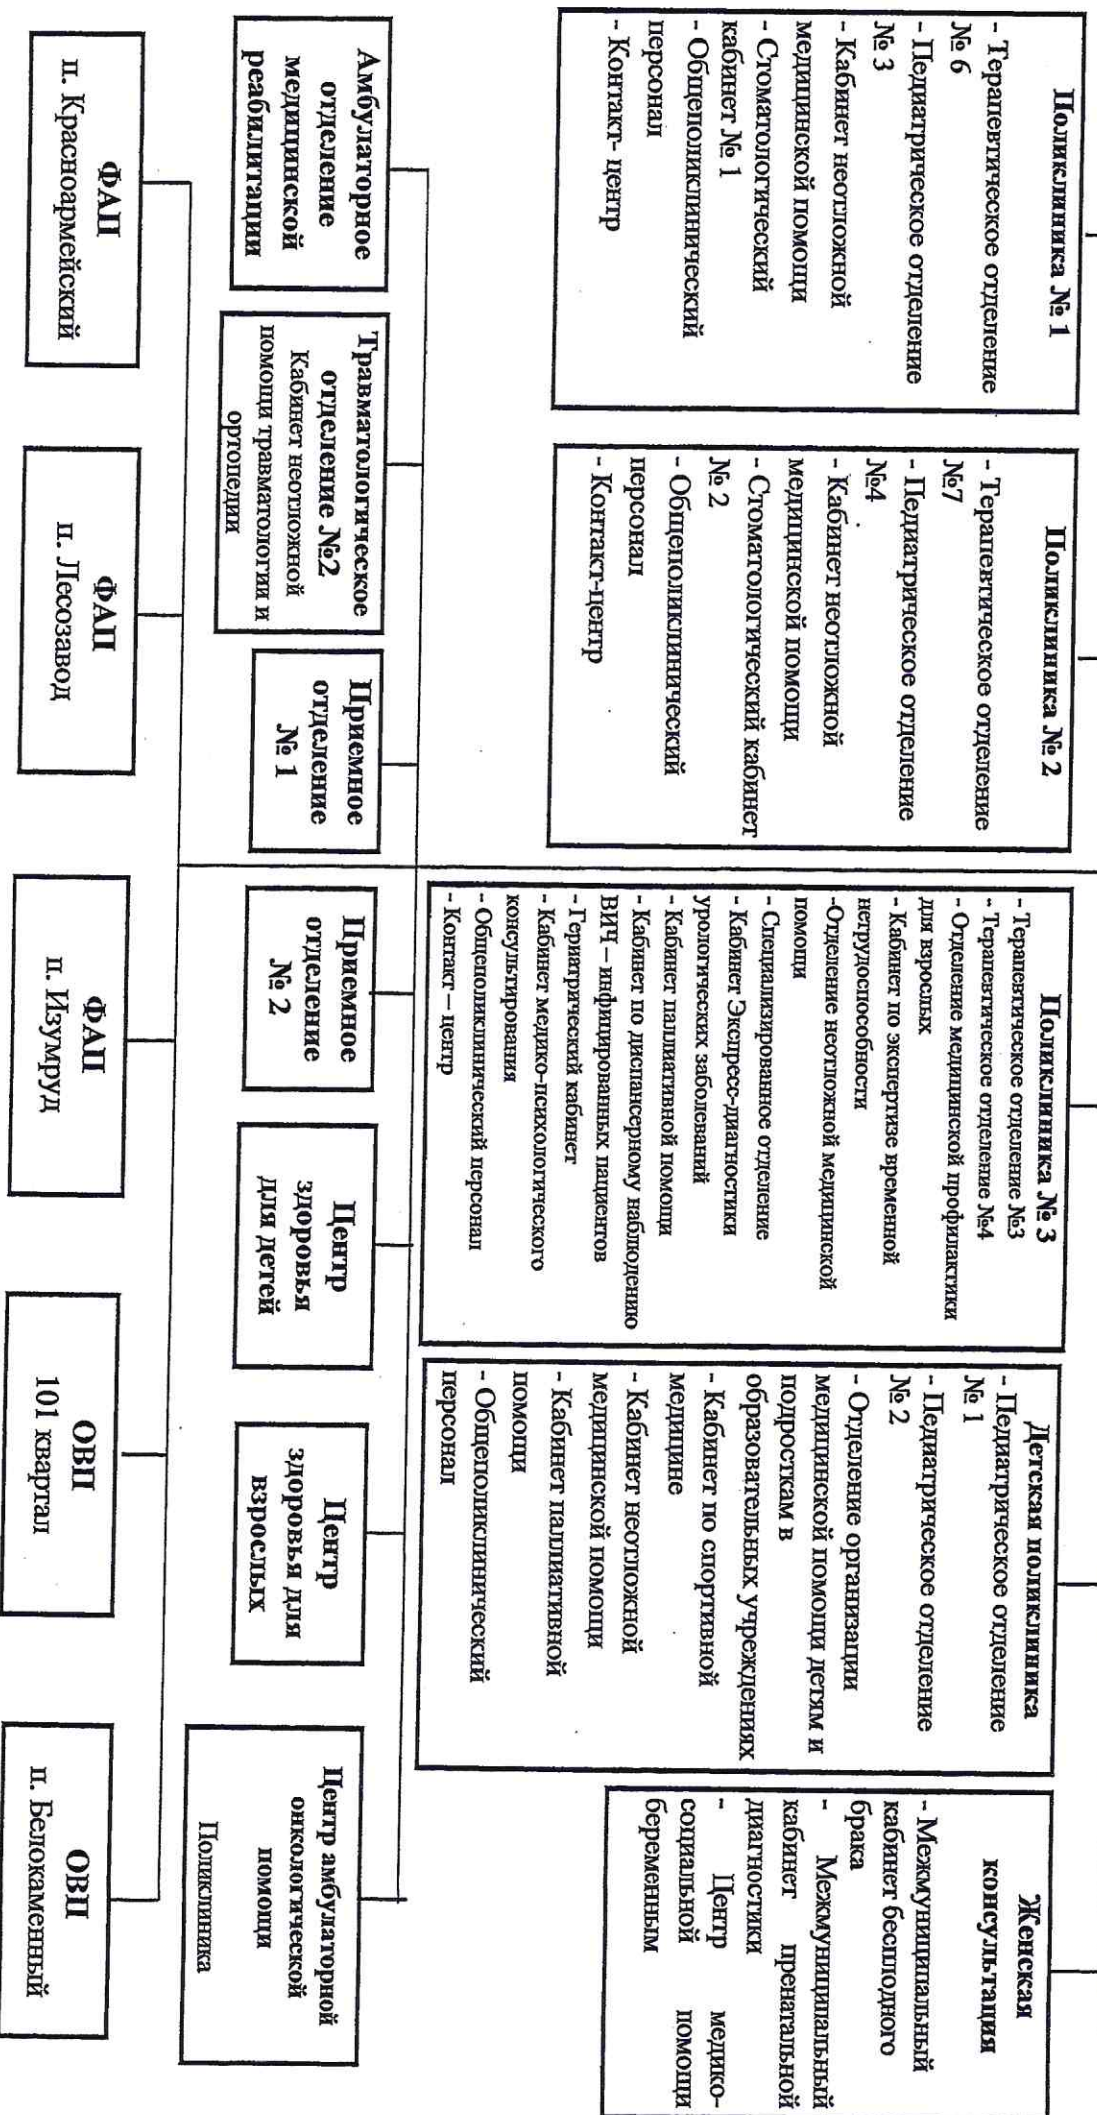 Поликлиника № 1
- Терапевтическое отделение
№ 6
- Педиатрическое отделение
№ 3
- Кабинет неотложной
медицинской помощи
- Стоматологический
кабинет № 1
- Общеполиклинический
персонал
- Контакт- центр
Поликлиника № 2
- Терапевтическое отделение
№7
- Педиатрическое отделение
№4
- Кабинет неотложной
медицинской помощи
- Стоматологический кабинет
№ 2
- Общеполиклинический
персонал
- Контакт-центр
Поликлиника № 3
- Терапевтическое отделение №3
- Терапевтическое отделение №4
- Отделение медицинской профилактики
для взрослых
- Кабинет по экспертизе временной
нетрудоспособности
-Отделение неотложной медицинской
помощи
- Специализированное отделение
- Кабинет Экспресс-диагностики
урологических заболеваний
- Кабинет паллиативной помощи
- Кабинет по диспансерному наблюдению
ВИЧ – инфицированных пациентов
- Гериатрический кабинет
- Кабинет медико-психологического
консультирования
- Общеполиклинический персонал
- Контакт – центр
Детская поликлиника
- Педиатрическое отделение
№ 1
- Педиатрическое отделение
№ 2
- Отделение организации
медицинской помощи детям и
подросткам в
образовательных учреждениях
- Кабинет по спортивной
медицине
- Кабинет неотложной
медицинской помощи
- Кабинет паллиативной
помощи
- Общеполиклинический
персонал
Женская
консультация
- Межмуниципальный
кабинет бесплодного
брака
- Межмуниципальный
кабинет пренатальной
диагностики
- Центр медико-
социальной помощи
беременным
Амбулаторное
отделение
медицинской
реабилитации
Травматологическое
отделение №2
Кабинет неотложной
помощи травматологии и
ортопедии
Приемное
отделение
№ 1
Приемное
отделение
№ 2
Центр
здоровья
для детей
Центр
здоровья для
взрослых
Центр амбулаторной
онкологической
помощи
Поликлиника
ФАП
п. Красноармейский
ФАП
п. Лесозавод
ФАП
п. Изумруд
ОВП
101 квартал
ОВП
п. Белокаменный